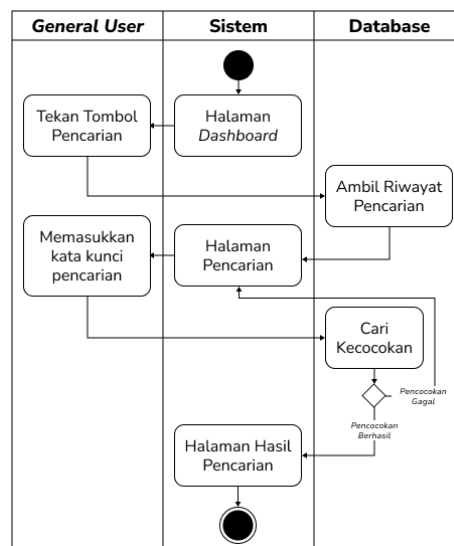 General User
Sistem
Database
Halaman
Dashboard
Tekan Tombol
Pencarian
Ambil Riwayat
Pencarian
Halaman
Pencarian
Memasukkan
kata kunci
pencarian
Cari
Kecocokan
Pencocokan
Gagal
Pencocokan
Berhasil
Halaman Hasil
Pencarian